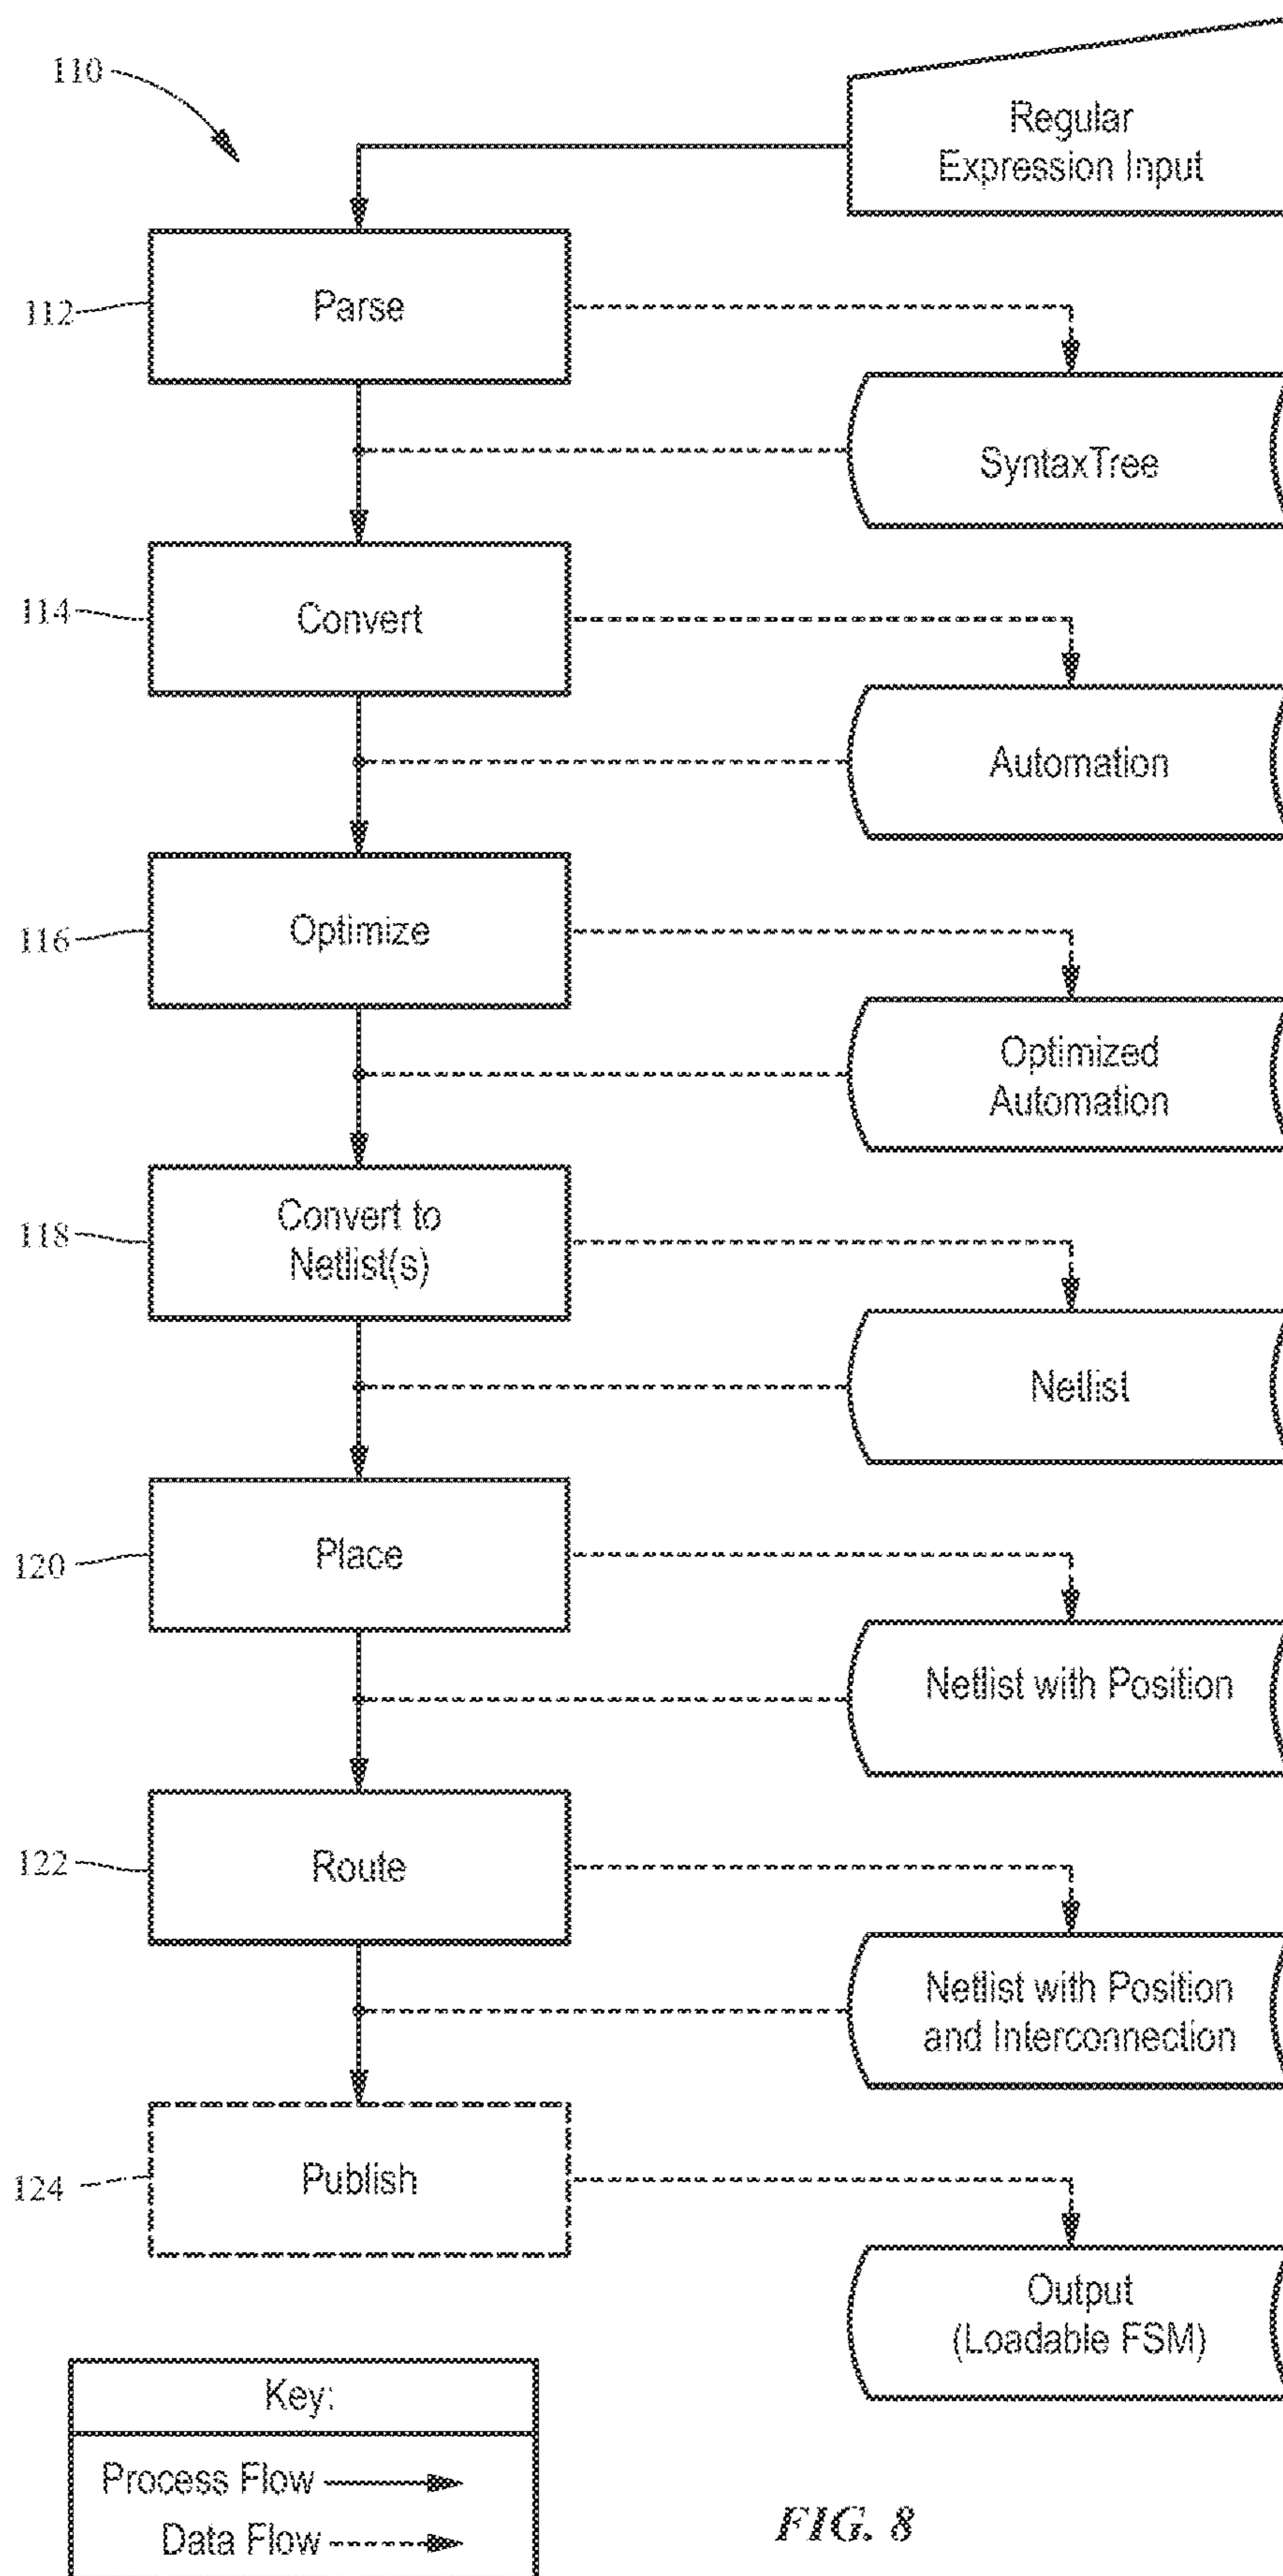 110
Regular
Expression Input
112
Parse
SyntaxTree
114
Convert
Automation
116
Optimize
Optimized
Automation
118
Convert to
Netlist(s)
Netlist
120
Place
Netlist with Position
122
Route
Netlist with Position
and Interconnection
124
Publish
Output
(Loadable FSM)
Key:
Process Flow
Data Flow
FIG. 8